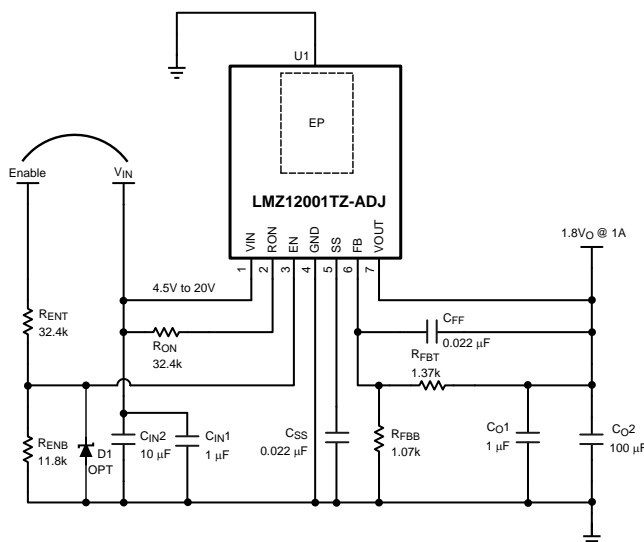 U1
EP
Enable
VIN
LMZ12001TZ-ADJ
VIN
RON
EN
GND
SS
FB
VOUT
1
2
3
4
5
6
7
1.8VO @ 1A
4.5V to 20V
RENT
32.4k
RON
32.4k
CFF
0.022 μF
RFBT
1.37k
RENB
11.8k
D1
OPT
CIN2
10 μF
CIN1
1 μF
CSS
0.022 μF
RFBB
1.07k
CO1
1 μF
CO2
100 μF